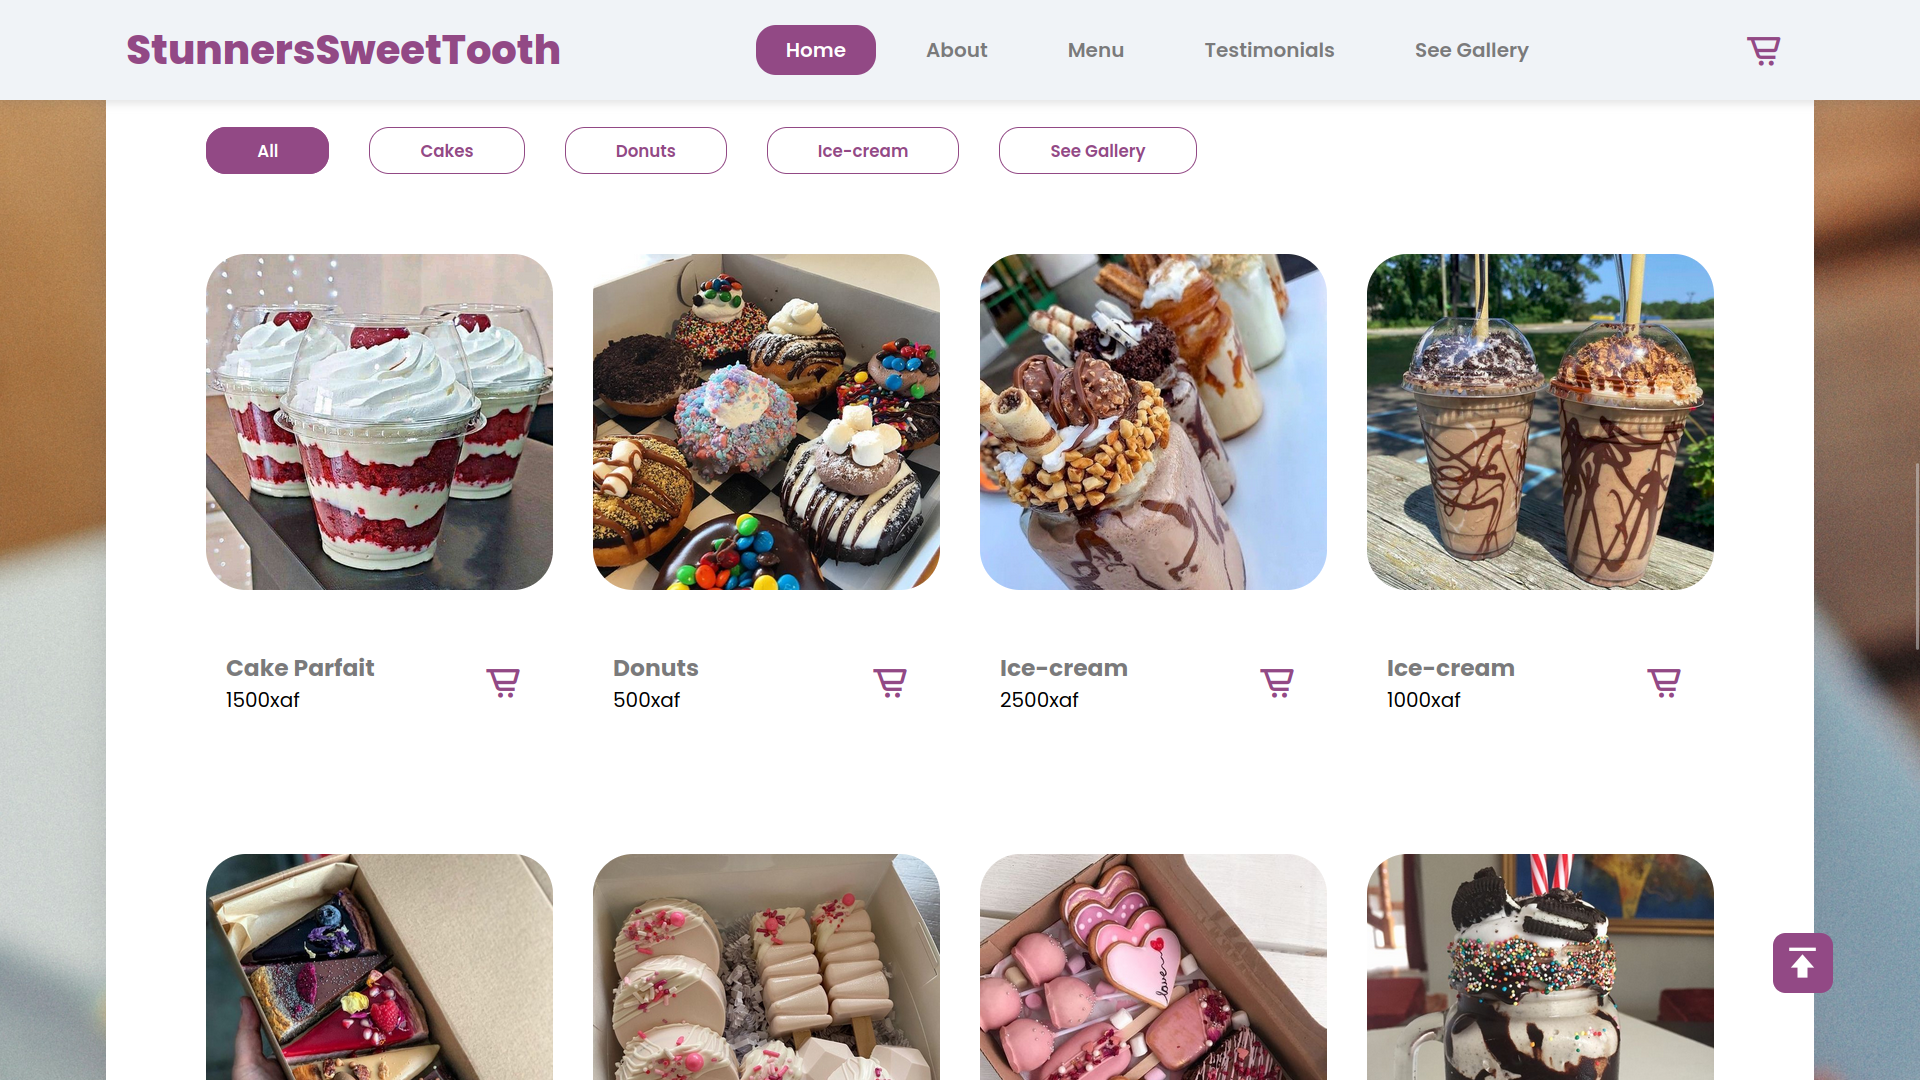 StunnersSweetTooth
Home
About
Menu
Testimonials
See Gallery
All
Cakes
Donuts
Ice-cream
See Gallery
Cake Parfait
1500xaf
Donuts
500xaf
Ice-cream
2500xaf
Ice-cream
1000xaf
love